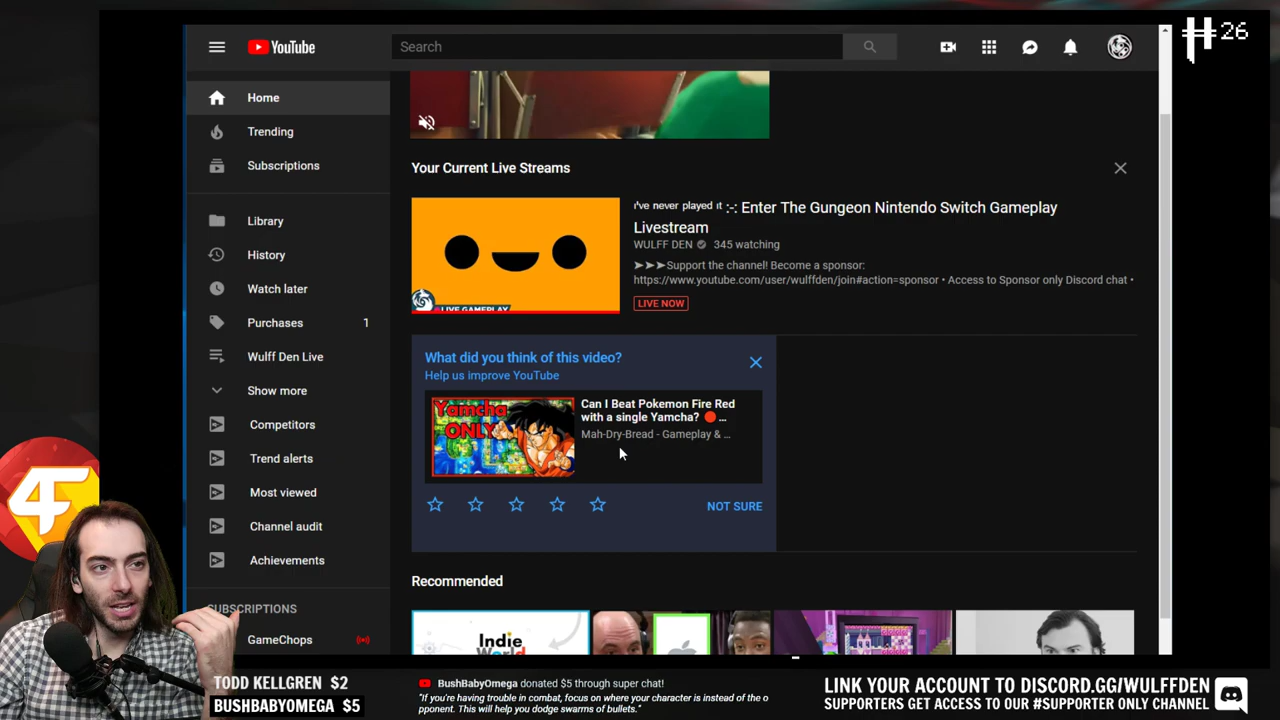 YouTube
Search
26
Home
Trending
Subscriptions
Library
History
Watch later
Purchases 1
Wulff Den Live
Show more
Competitors
Trend alerts
Most viewed
Channel audit
Achievements
SUBSCRIPTIONS
GameChops
Your Current Live Streams
LIVE GAMEPLAY
I've never played it :-: Enter The Gungeon Nintendo Switch Gameplay
Livestream
WULFF DEN 345 watching
➤➤➤Support the channel! Become a sponsor:
https://www.youtube.com/user/wulffden/join#action=sponsor • Access to Sponsor only Discord chat •
LIVE NOW
What did you think of this video?
Help us improve YouTube
Yamcha
ONLY
Can I Beat Pokemon Fire Red
with a single Yamcha? 🔴 ...
Mah-Dry-Bread - Gameplay & ...
NOT SURE
Recommended
Indie
World
4F
TODD KELLGREN $2
BUSHBABYOMEGA $5
BushBabyOmega donated $5 through super chat!
"If you're having trouble in combat, focus on where your character is instead of the o
pponent. This will help you dodge swarms of bullets."
LINK YOUR ACCOUNT TO DISCORD.GG/WULFFDEN
SUPPORTERS GET ACCESS TO OUR #SUPPORTER ONLY CHANNEL